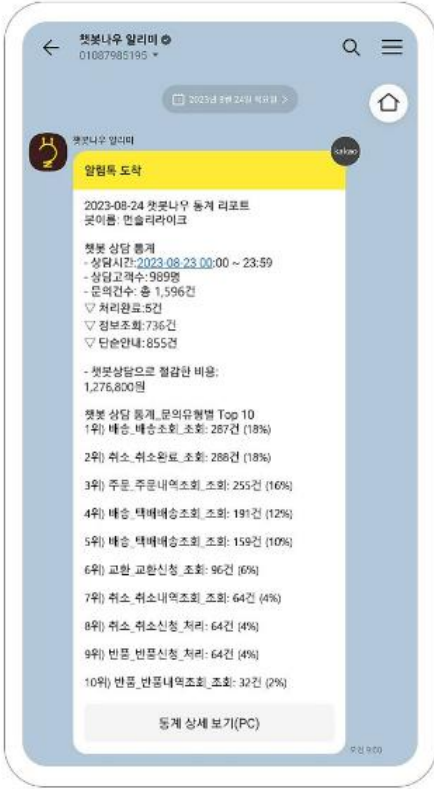 챗봇나우 알리미
01087985195
2023년 8월 24일 목요일 >
챗봇나우 알리미
kakao
알림톡 도착
2023-08-24 챗봇나우 통계 리포트
봇이름: 먼슬리라이크
챗봇 상담 통계
- 상담시간:2023-08-23 00:00 ~ 23:59
- 상담고객수: 989명
- 문의건수: 총 1,596건
▽ 처리완료:5건
▽ 정보조회:736건
▽ 단순안내:855건
- 챗봇상담으로 절감한 비용:
1,276,800원
챗봇 상담 통계_문의유형별 Top 10
1위) 배송_배송조회_조회: 287건 (18%)
2위) 취소_취소완료_조회: 288건 (18%)
3위) 주문_주문내역조회_조회: 255건 (16%)
4위) 배송_택배배송조회_조회: 191건 (12%)
5위) 배송_택배배송조회_조회: 159건 (10%)
6위) 교환_교환신청_조회: 96건 (6%)
7위) 취소_취소내역조회_조회: 64건 (4%)
8위) 취소_취소신청_처리: 64건 (4%)
9위) 반품_반품신청_처리: 64건 (4%)
10위) 반품_반품내역조회_조회: 32건 (2%)
통계 상세 보기(PC)
오전 9:00